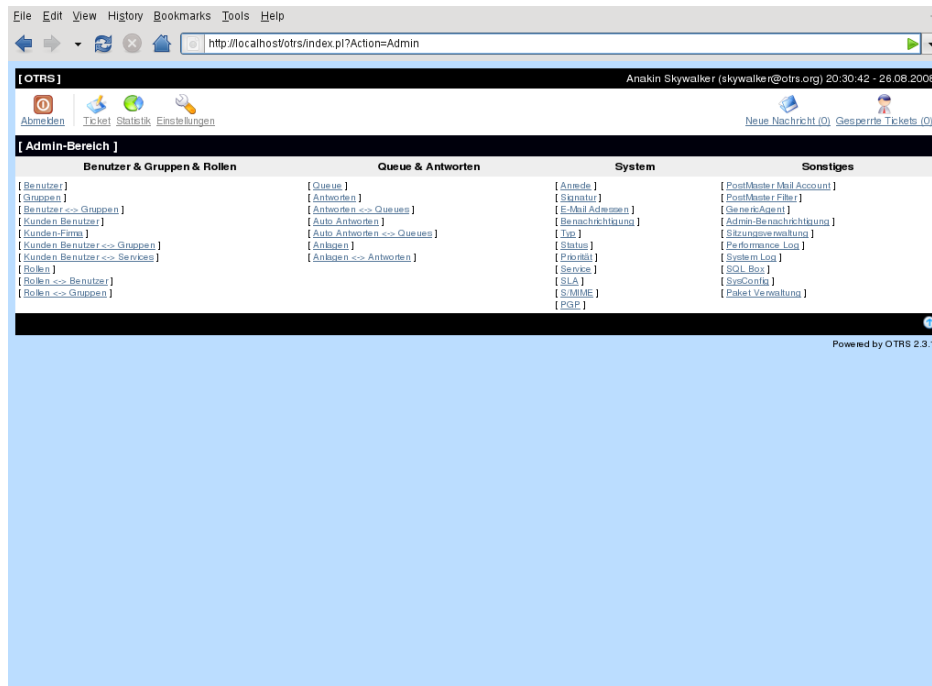 File Edit View History Bookmarks Tools Help
http://localhost/otrs/index.pl?Action=Admin
[ OTRS ] Anakin Skywalker (skywalker@otrs.org) 20:30:42 - 26.08.2008
Abmelden Ticket Statistik Einstellungen Neue Nachricht (0) Gesperrte Tickets (0)
[ Admin-Bereich ]
Benutzer & Gruppen & Rollen
[ Benutzer ]
[ Gruppen ]
[ Benutzer <-> Gruppen ]
[ Kunden Benutzer ]
[ Kunden-Firma ]
[ Kunden Benutzer <-> Gruppen ]
[ Kunden Benutzer <-> Services ]
[ Rollen ]
[ Rollen <-> Benutzer ]
[ Rollen <-> Gruppen ]
Queue & Antworten
[ Queue ]
[ Antworten ]
[ Antworten <-> Queues ]
[ Auto Antworten ]
[ Auto Antworten <-> Queues ]
[ Anlagen ]
[ Anlagen <-> Antworten ]
System
[ Anrede ]
[ Signatur ]
[ E-Mail Adressen ]
[ Benachrichtigung ]
[ Typ ]
[ Status ]
[ Priorität ]
[ Service ]
[ SLA ]
[ S/MIME ]
[ PGP ]
Sonstiges
[ PostMaster Mail Account ]
[ PostMaster Filter ]
[ GenericAgent ]
[ Admin-Benachrichtigung ]
[ Sitzungsverwaltung ]
[ Performance Log ]
[ System Log ]
[ SQL Box ]
[ SysConfig ]
[ Paket Verwaltung ]
Powered by OTRS 2.3.